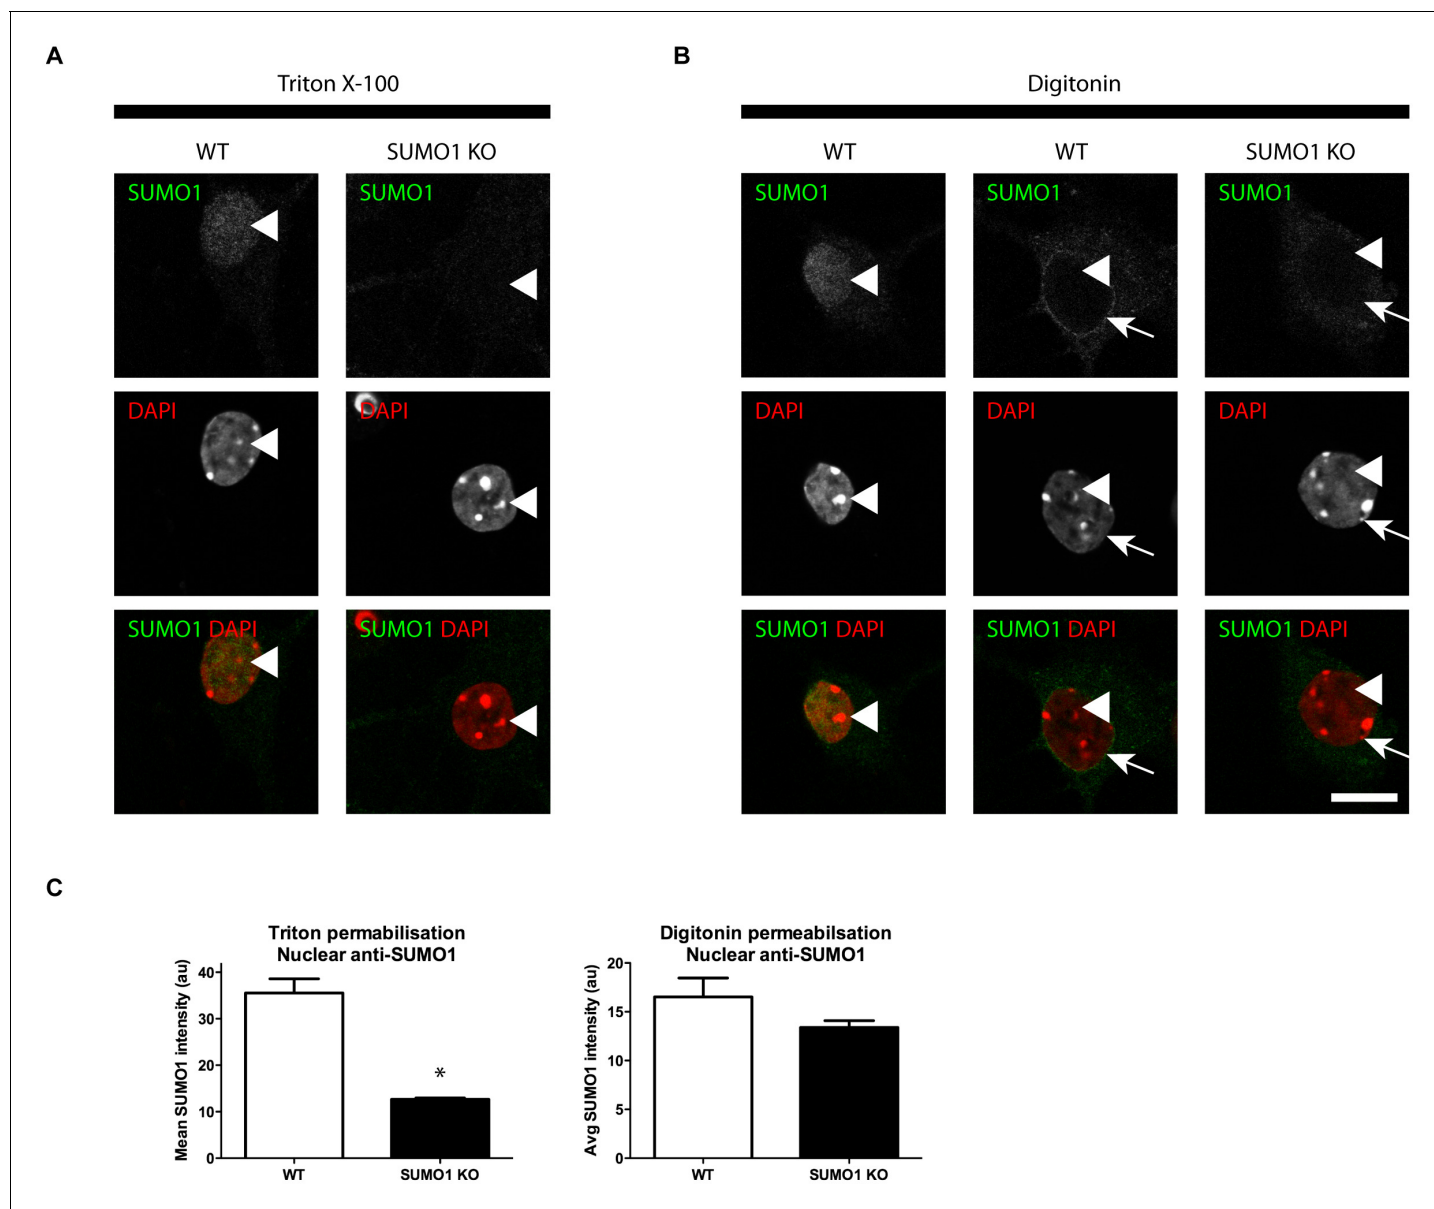 A
B
Triton X-100
Digitonin
WT
SUMO1 KO
WT
WT
SUMO1 KO
SUMO1
SUMO1
SUMO1
SUMO1
SUMO1
DAPI
DAPI
DAPI
DAPI
DAPI
SUMO1 DAPI
SUMO1 DAPI
SUMO1 DAPI
SUMO1 DAPI
SUMO1 DAPI
C
Triton permabilisation
Nuclear anti-SUMO1
Mean SUMO1 intensity (au)
40
30
20
10
0
*
WT
SUMO1 KO
Digitonin permeabilsation
Nuclear anti-SUMO1
Avg SUMO1 intensity (au)
20
15
10
5
0
WT
SUMO1 KO